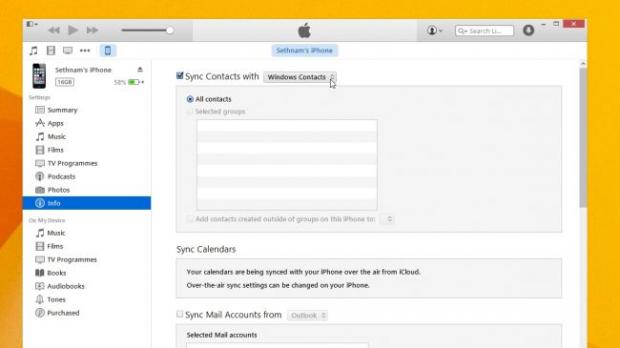 Search Li...
Sethnam's iPhone
Sethnam's iPhone
16GB
58%
Settings
Summary
Apps
Music
Films
TV Programmes
Podcasts
Photos
Info
On My Device
Music
Films
TV Programmes
Books
Audiobooks
Tones
Purchased
Sync Contacts with Windows Contacts
All contacts
Selected groups
Add contacts created outside of groups on this iPhone to:
Sync Calendars
Your calendars are being synced with your iPhone over the air from iCloud.
Over-the-air sync settings can be changed on your iPhone.
Sync Mail Accounts from Outlook
Selected Mail accounts